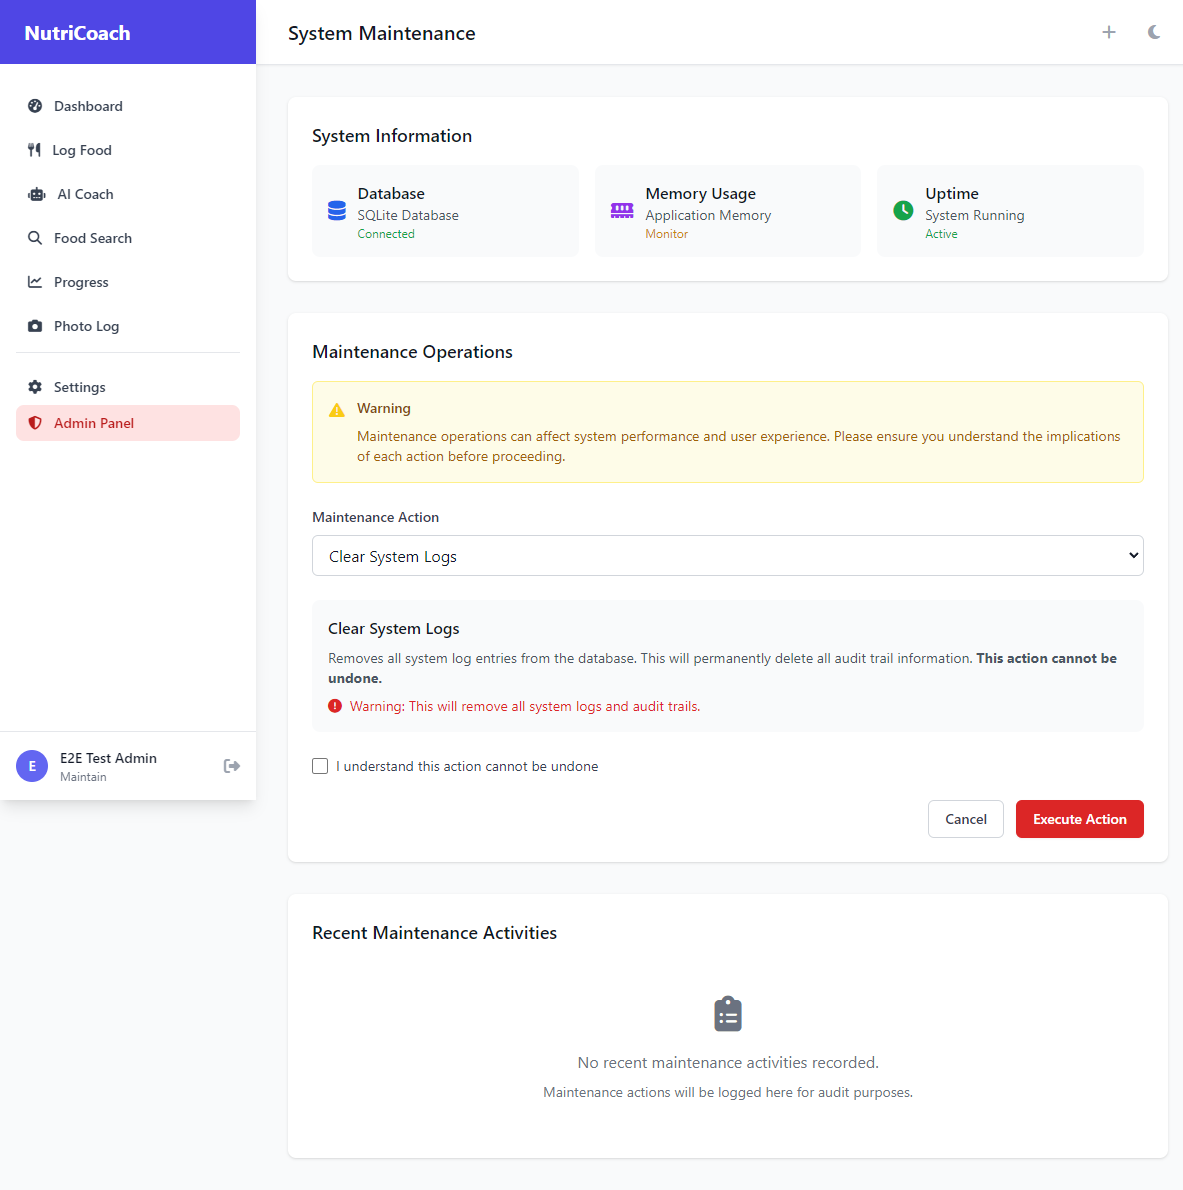 NutriCoach
System Maintenance
Dashboard
Log Food
AI Coach
Food Search
Progress
Photo Log
Settings
Admin Panel
E
E2E Test Admin
Maintain
System Information
Database
SQLite Database
Connected
Memory Usage
Application Memory
Monitor
Uptime
System Running
Active
Maintenance Operations
Warning
Maintenance operations can affect system performance and user experience. Please ensure you understand the implications
of each action before proceeding.
Maintenance Action
Clear System Logs
Clear System Logs
Removes all system log entries from the database. This will permanently delete all audit trail information. This action cannot be
undone.
Warning: This will remove all system logs and audit trails.
I understand this action cannot be undone
Cancel
Execute Action
Recent Maintenance Activities
No recent maintenance activities recorded.
Maintenance actions will be logged here for audit purposes.